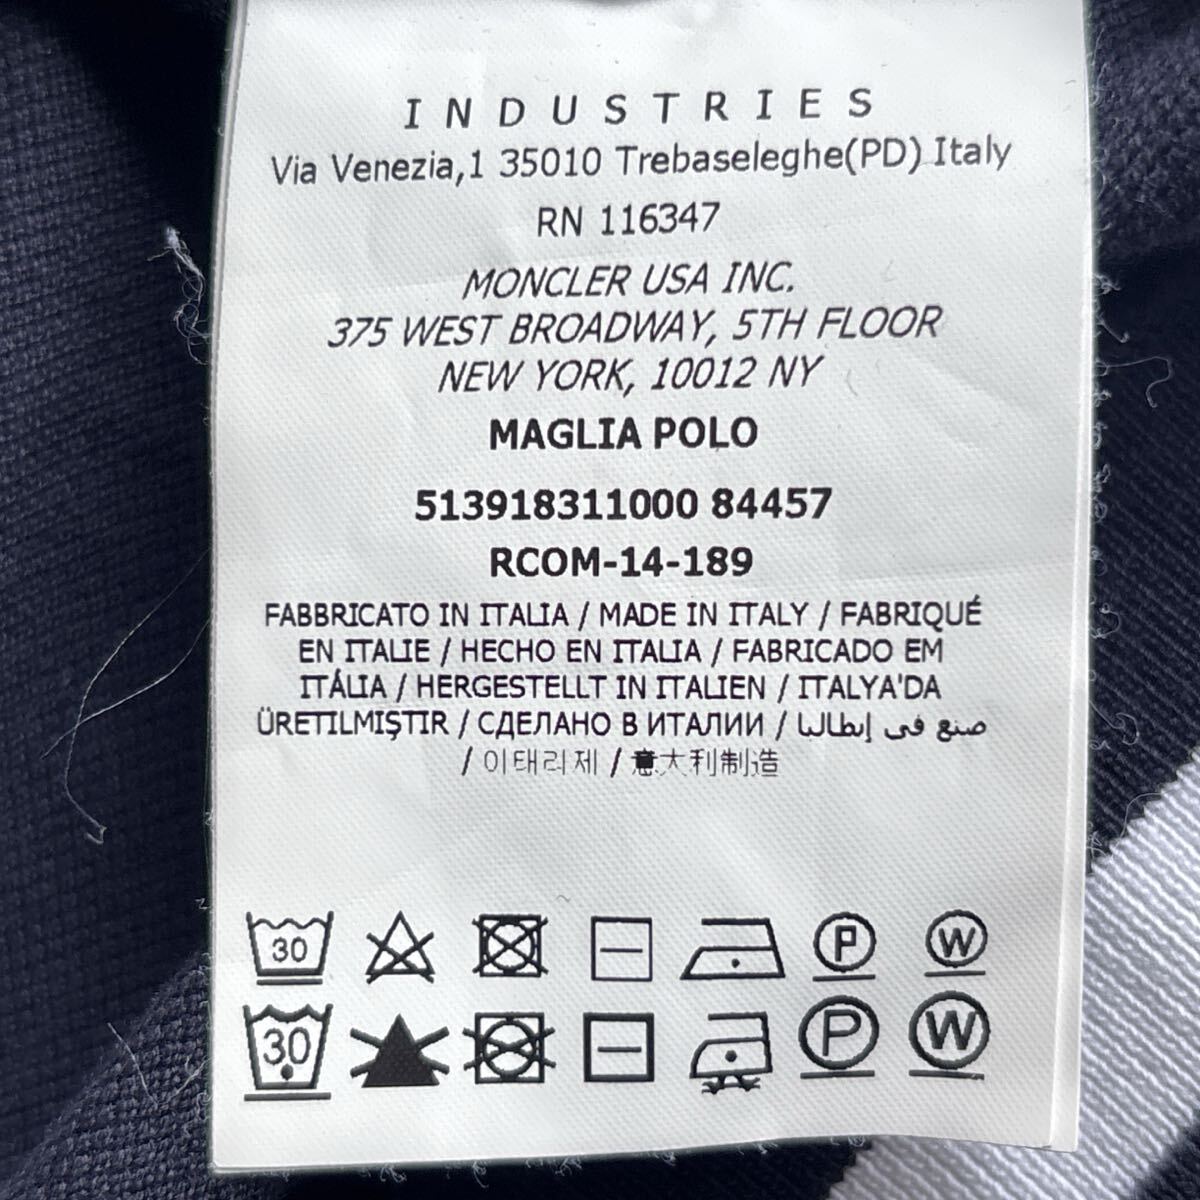 INDUSTRIES
Via Venezia,1 35010 Trebaseleghe(PD) Italy
RN 116347
MONCLER USA INC.
375 WEST BROADWAY, 5TH FLOOR
NEW YORK, 10012 NY
MAGLIA POLO
513918311000 84457
RCOM-14-189
FABBRICATO IN ITALIA / MADE IN ITALY / FABRIQUÉ
EN ITALIE / HECHO EN ITALIA / FABRICADO EM
ITÁLIA / HERGESTELLT IN ITALIEN / ITALYA'DA
ÜRETILMIŞTIR / СДЕЛАНО В ИТАЛИИ / صنع في إيطاليا
/ 이태리제 / 意大利制造
30 P W
30 P W